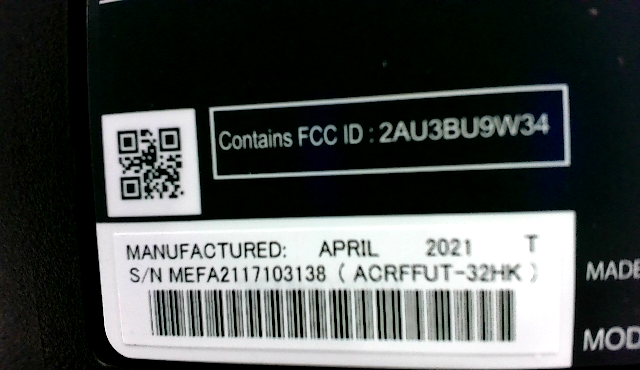 Contains FCC ID : 2AU3BU9W34
MANUFACTURED: APRIL 2021 T
S/N MEFA2117103138 ( ACRFFUT-32HK )
MADE
MOD